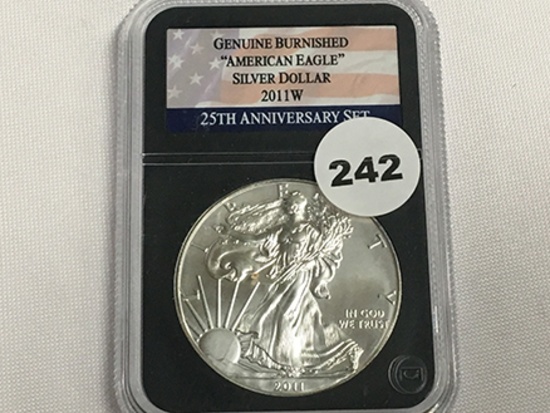 GENUINE BURNISHED
"AMERICAN EAGLE"
SILVER DOLLAR
2011W
25TH ANNIVERSARY SET
242
LIBERTY
IN GOD
WE TRUST
2011